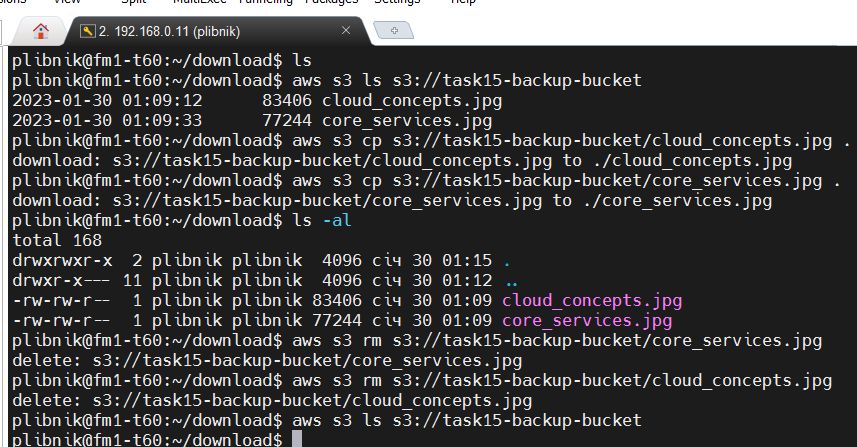 View Split MultiExec Tunneling Packages Settings Help
2. 192.168.0.11 (plibnik)
plibnik@fm1-t60:~/download$ ls
plibnik@fm1-t60:~/download$ aws s3 ls s3://task15-backup-bucket
2023-01-30 01:09:12      83406 cloud_concepts.jpg
2023-01-30 01:09:33      77244 core_services.jpg
plibnik@fm1-t60:~/download$ aws s3 cp s3://task15-backup-bucket/cloud_concepts.jpg .
download: s3://task15-backup-bucket/cloud_concepts.jpg to ./cloud_concepts.jpg
plibnik@fm1-t60:~/download$ aws s3 cp s3://task15-backup-bucket/core_services.jpg .
download: s3://task15-backup-bucket/core_services.jpg to ./core_services.jpg
plibnik@fm1-t60:~/download$ ls -al
total 168
drwxrwxr-x  2 plibnik plibnik  4096 січ 30 01:15 .
drwxr-x--- 11 plibnik plibnik  4096 січ 30 01:12 ..
-rw-rw-r--  1 plibnik plibnik 83406 січ 30 01:09 cloud_concepts.jpg
-rw-rw-r--  1 plibnik plibnik 77244 січ 30 01:09 core_services.jpg
plibnik@fm1-t60:~/download$ aws s3 rm s3://task15-backup-bucket/core_services.jpg
delete: s3://task15-backup-bucket/core_services.jpg
plibnik@fm1-t60:~/download$ aws s3 rm s3://task15-backup-bucket/cloud_concepts.jpg
delete: s3://task15-backup-bucket/cloud_concepts.jpg
plibnik@fm1-t60:~/download$ aws s3 ls s3://task15-backup-bucket
plibnik@fm1-t60:~/download$